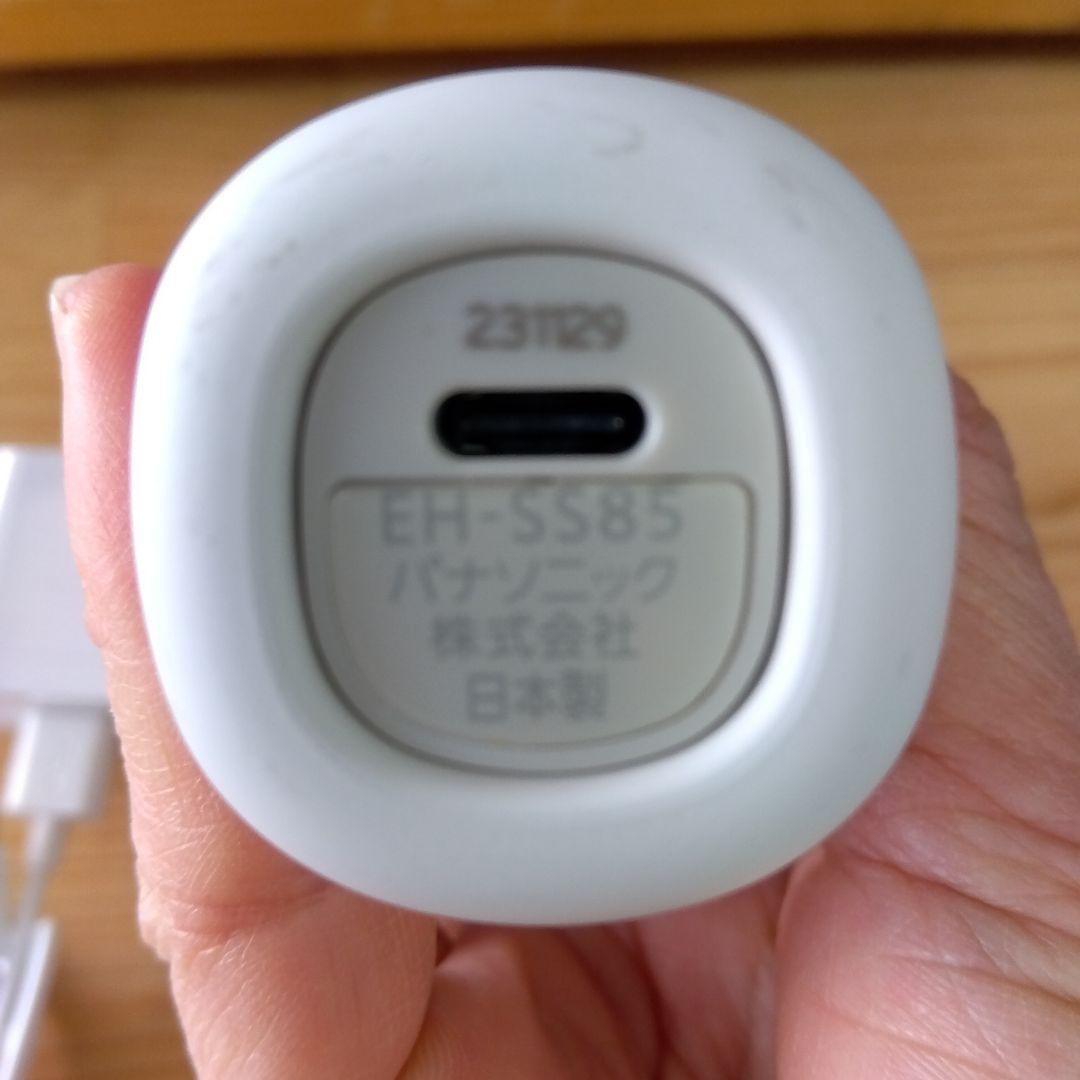 231129
EH-SS85
パナソニック
株式会社
日本製